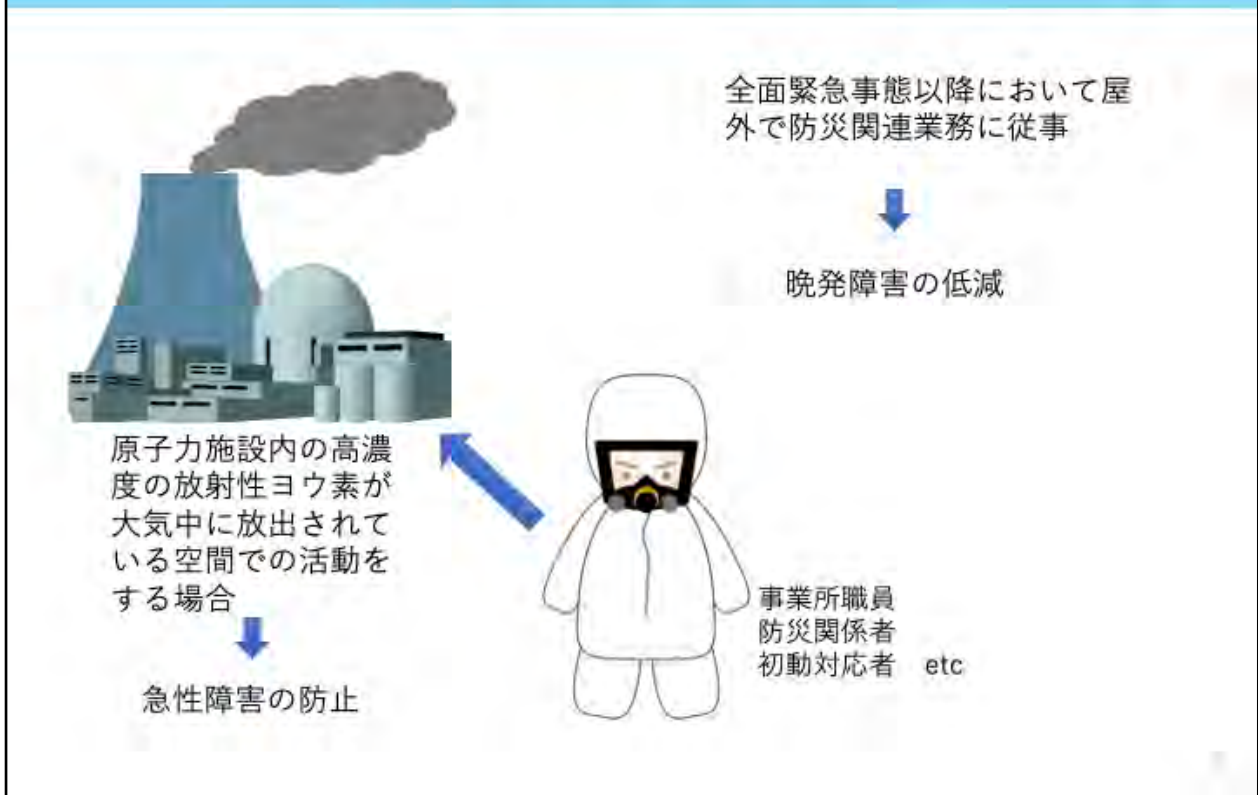 全面緊急事態以降において屋
外で防災関連業務に従事
晩発障害の低減
原子力施設内の高濃
度の放射性ヨウ素が
大気中に放出されて
いる空間での活動を
する場合
急性障害の防止
事業所職員
防災関係者
初動対応者 etc